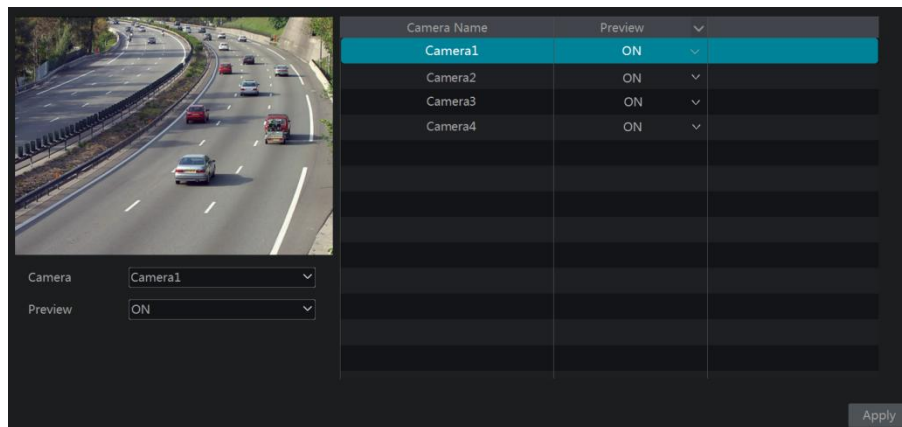 Camera Name Preview
Camera1 ON
Camera2 ON
Camera3 ON
Camera4 ON
Camera Camera1
Preview ON
Apply